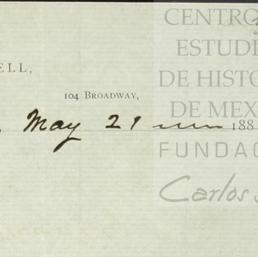 CENTRO
ESTUDI
DE HISTO
DE MEX
FUNDAC
Carlos S
ELL,
104 BROADWAY,
May 21 188